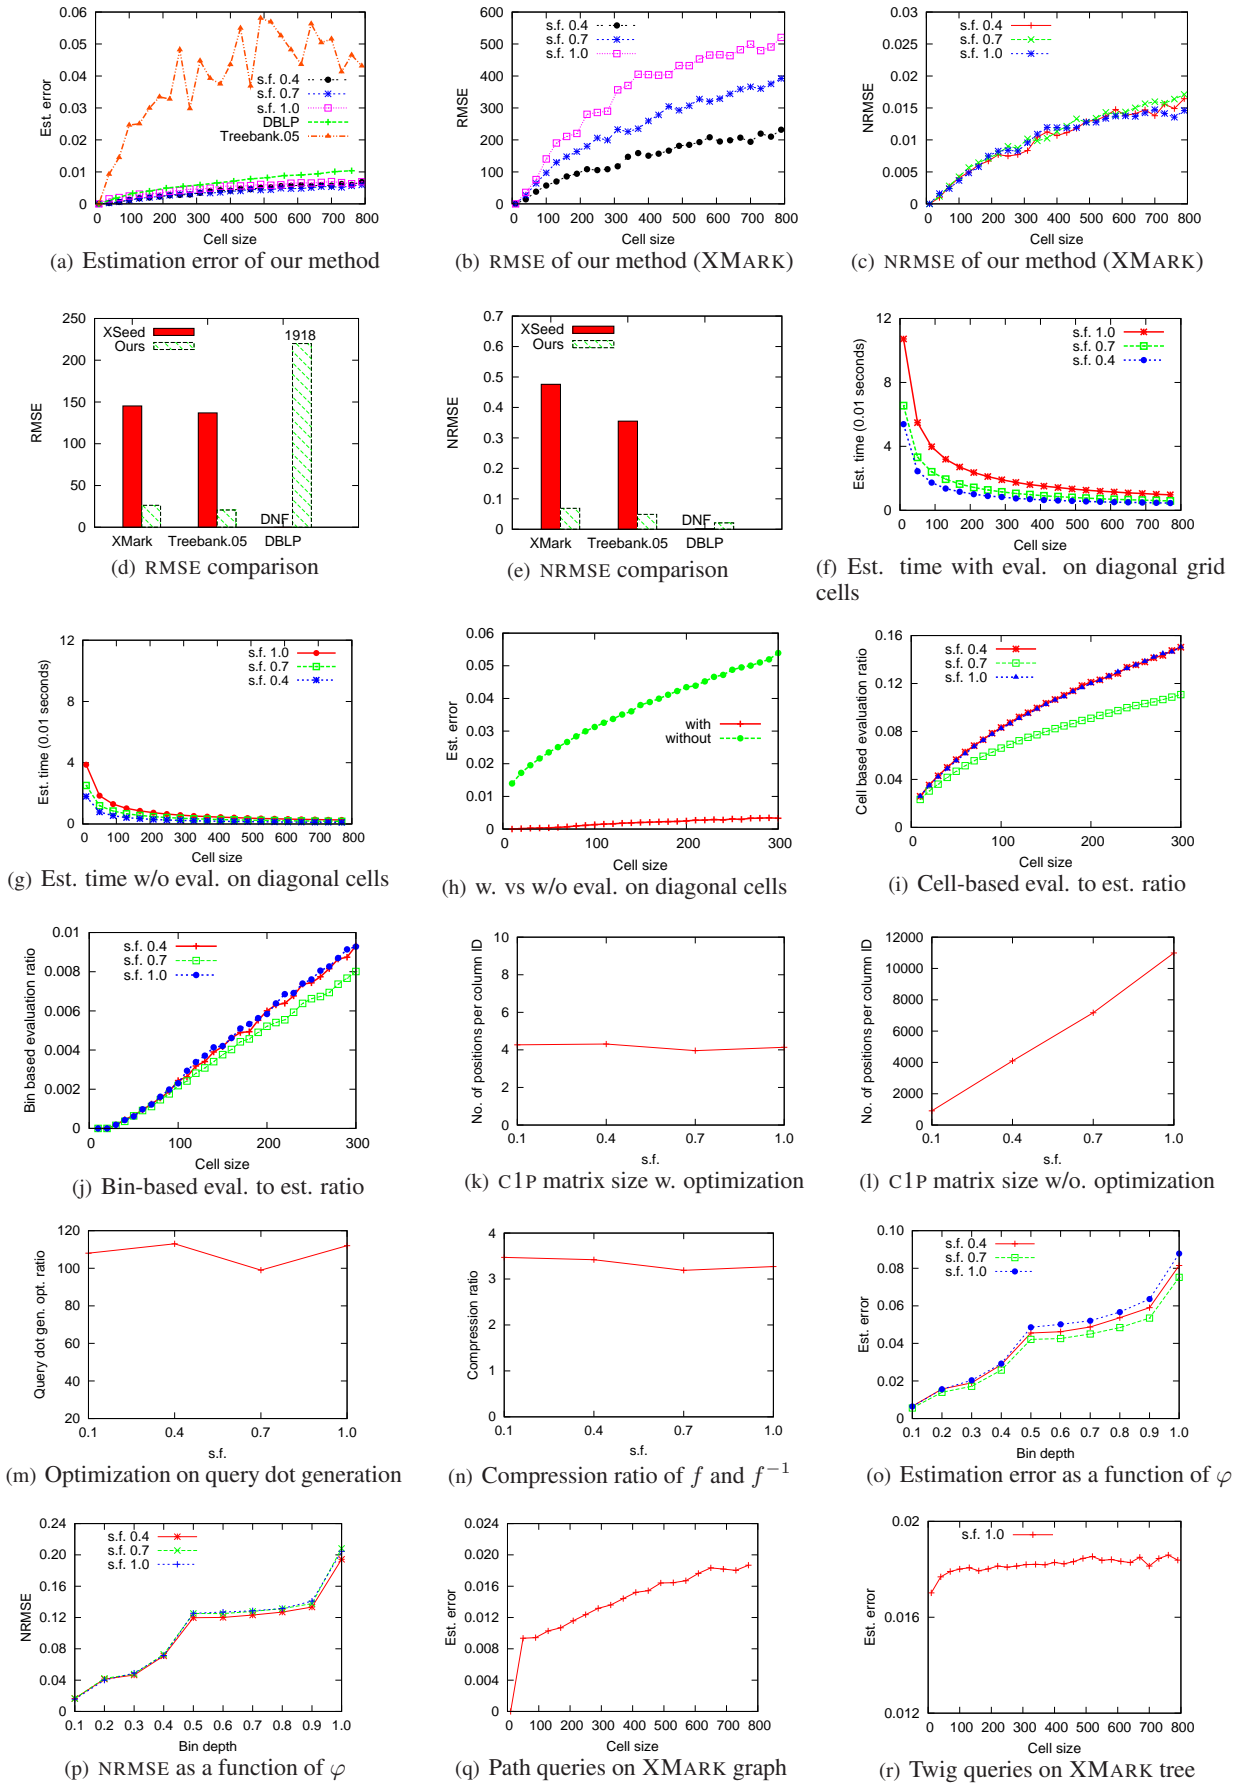 0.06
0.05
0.04
0.03
0.02
0.01
0
Est. error
s.f. 0.4
s.f. 0.7
s.f. 1.0
DBLP
Treebank.05
0 100 200 300 400 500 600 700 800
Cell size
(a) Estimation error of our method
600
500
400
300
200
100
0
RMSE
s.f. 0.4
s.f. 0.7
s.f. 1.0
0 100 200 300 400 500 600 700 800
Cell size
(b) RMSE of our method (XMARK)
0.03
0.025
0.02
0.015
0.01
0.005
0
NRMSE
s.f. 0.4
s.f. 0.7
s.f. 1.0
0 100 200 300 400 500 600 700 800
Cell size
(c) NRMSE of our method (XMARK)
250
200
150
100
50
0
RMSE
XSeed
Ours
1918
DNF
XMark Treebank.05 DBLP
(d) RMSE comparison
0.7
0.6
0.5
0.4
0.3
0.2
0.1
0
NRMSE
XSeed
Ours
DNF
XMark Treebank.05 DBLP
(e) NRMSE comparison
12
8
4
0
Est. time (0.01 seconds)
s.f. 1.0
s.f. 0.7
s.f. 0.4
0 100 200 300 400 500 600 700 800
Cell size
(f) Est. time with eval. on diagonal grid
cells
12
8
4
0
Est. time (0.01 seconds)
s.f. 1.0
s.f. 0.7
s.f. 0.4
0 100 200 300 400 500 600 700 800
Cell size
(g) Est. time w/o eval. on diagonal cells
0.06
0.05
0.04
0.03
0.02
0.01
0
Est. error
with
without
0 100 200 300
Cell size
(h) w. vs w/o eval. on diagonal cells
0.16
0.12
0.08
0.04
0
Cell based evaluation ratio
s.f. 0.4
s.f. 0.7
s.f. 1.0
0 100 200 300
Cell size
(i) Cell-based eval. to est. ratio
0.01
0.008
0.006
0.004
0.002
0
Bin based evaluation ratio
s.f. 0.4
s.f. 0.7
s.f. 1.0
0 100 200 300
Cell size
(j) Bin-based eval. to est. ratio
10
8
6
4
2
0
No. of positions per column ID
0.1 0.4 0.7 1.0
s.f.
(k) C1P matrix size w. optimization
12000
10000
8000
6000
4000
2000
0
No. of positions per column ID
0.1 0.4 0.7 1.0
s.f.
(l) C1P matrix size w/o. optimization
120
100
80
60
40
20
Query dot gen. opt. ratio
0.1 0.4 0.7 1.0
s.f.
(m) Optimization on query dot generation
4
3
2
1
0
Compression ratio
0.1 0.4 0.7 1.0
s.f.
(n) Compression ratio of f and f⁻¹
0.10
0.08
0.06
0.04
0.02
0
Est. error
s.f. 0.4
s.f. 0.7
s.f. 1.0
0.1 0.2 0.3 0.4 0.5 0.6 0.7 0.8 0.9 1.0
Bin depth
(o) Estimation error as a function of φ
0.24
0.20
0.16
0.12
0.08
0.04
0
NRMSE
s.f. 0.4
s.f. 0.7
s.f. 1.0
0.1 0.2 0.3 0.4 0.5 0.6 0.7 0.8 0.9 1.0
Bin depth
(p) NRMSE as a function of φ
0.024
0.020
0.016
0.012
0.008
0.004
0
Est. error
0 100 200 300 400 500 600 700 800
Cell size
(q) Path queries on XMARK graph
0.02
0.016
0.012
Est. error
s.f. 1.0
0 100 200 300 400 500 600 700 800
Cell size
(r) Twig queries on XMARK tree